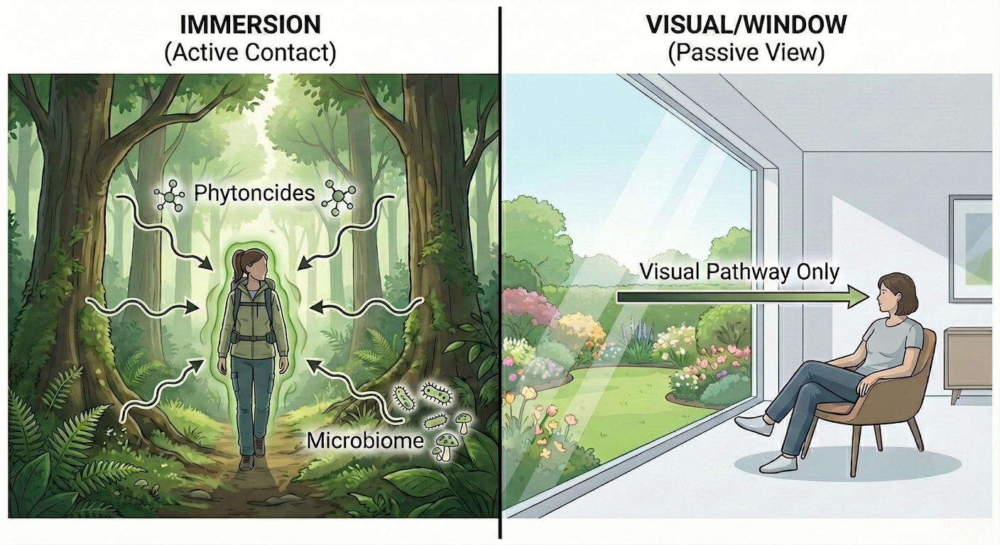 IMMERSION
(Active Contact)
Phytoncides
Microbiome
VISUAL/WINDOW
(Passive View)
Visual Pathway Only